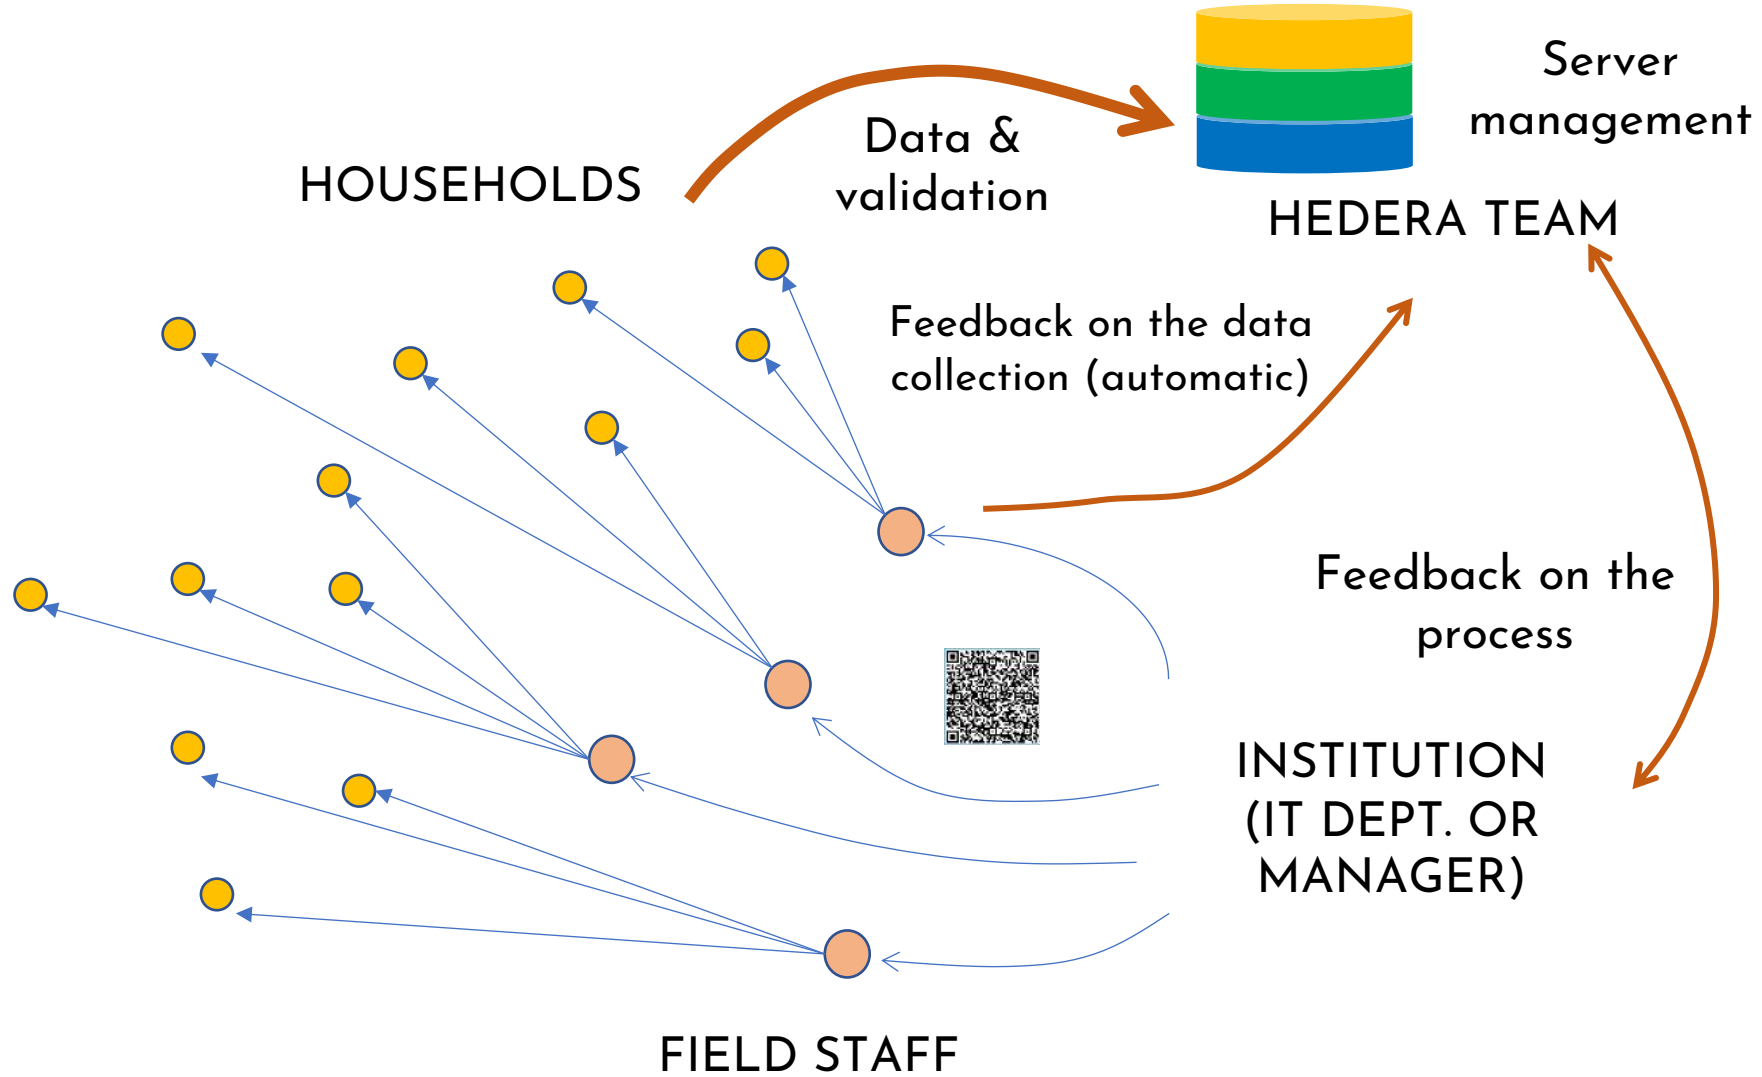 Server
management
Data &
validation
HOUSEHOLDS
HEDERA TEAM
Feedback on the data
collection (automatic)
Feedback on the
process
INSTITUTION
(IT DEPT. OR
MANAGER)
FIELD STAFF